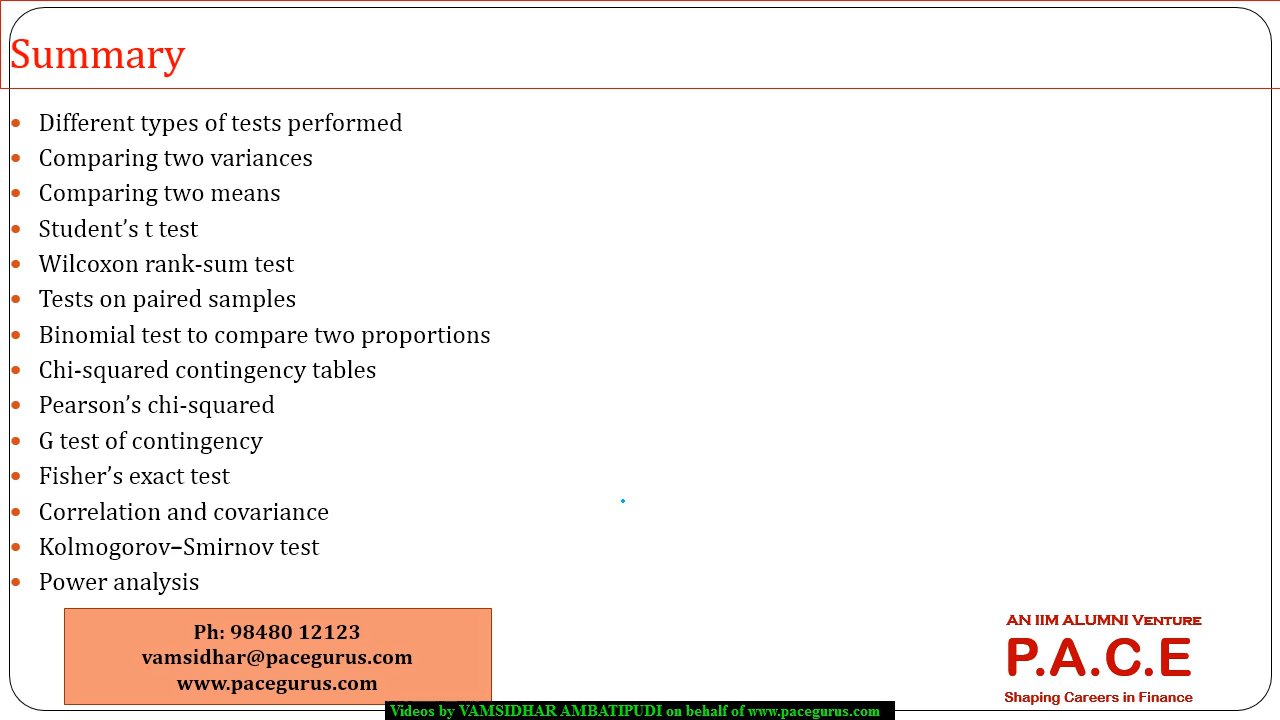 Summary
• Different types of tests performed
• Comparing two variances
• Comparing two means
• Student’s t test
• Wilcoxon rank-sum test
• Tests on paired samples
• Binomial test to compare two proportions
• Chi-squared contingency tables
• Pearson’s chi-squared
• G test of contingency
• Fisher’s exact test
• Correlation and covariance
• Kolmogorov–Smirnov test
• Power analysis
Ph: 98480 12123
vamsidhar@pacegurus.com
www.pacegurus.com
AN IIM ALUMNI VENTURE
P.A.C.E
Shaping Careers in Finance
Videos by VAMSIDHAR AMBATIPUDI on behalf of www.pacegurus.com